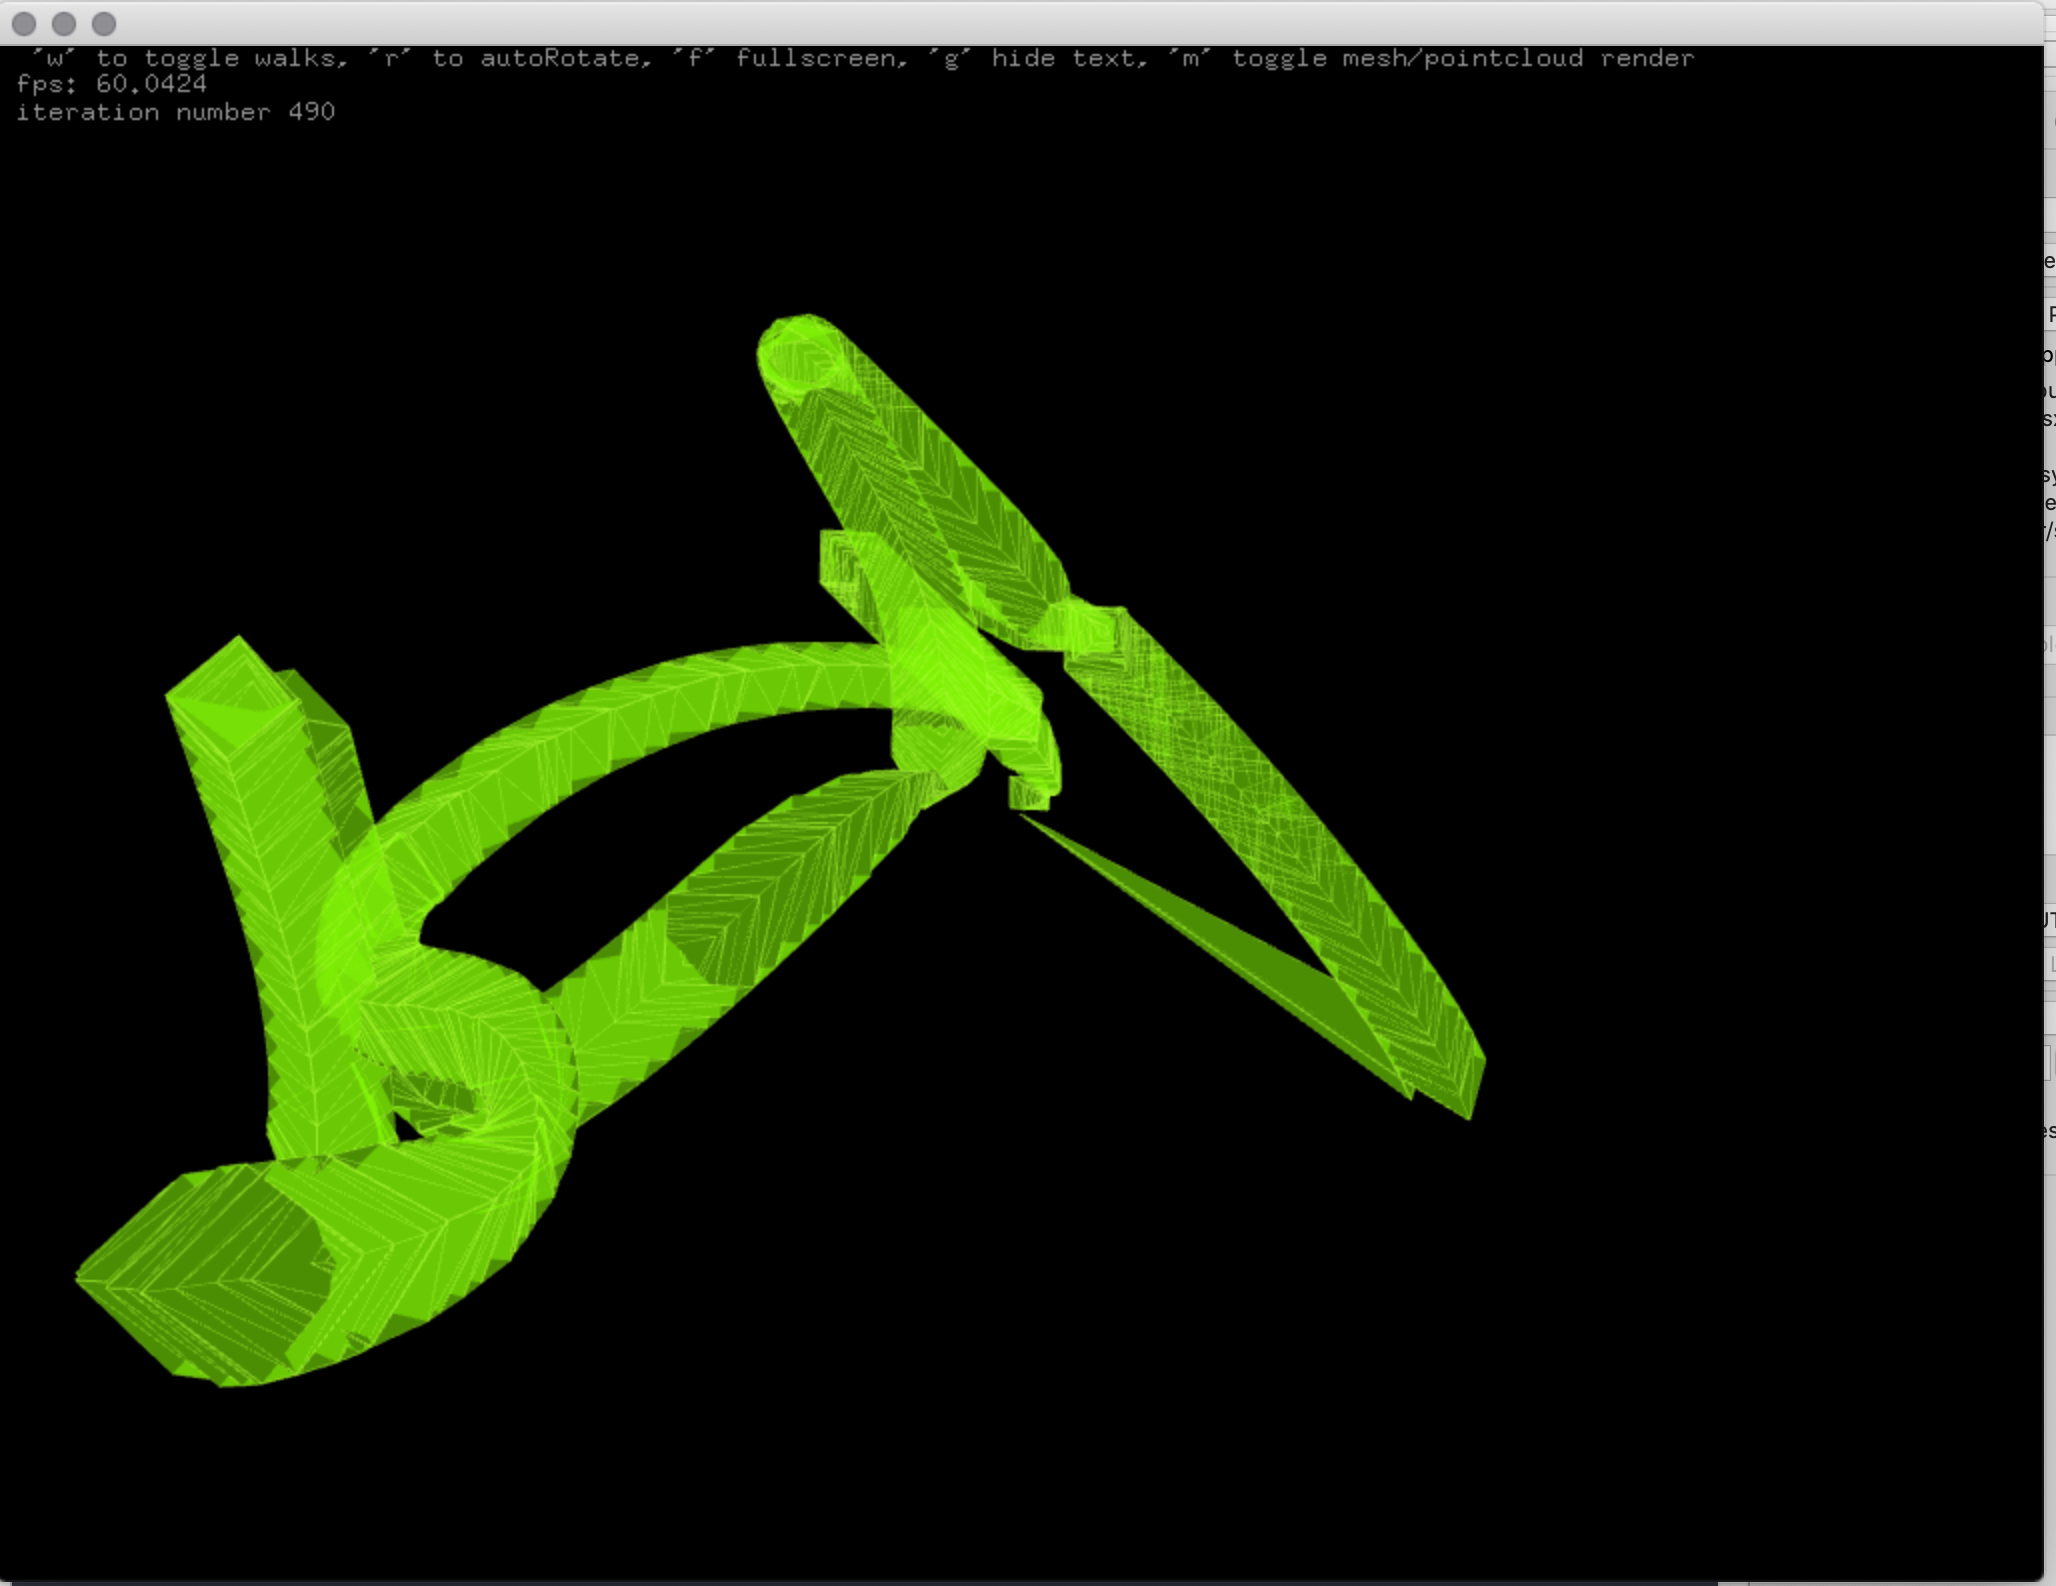 'w' to toggle walks, 'r' to autoRotate, 'f' fullscreen, 'g' hide text, 'm' toggle mesh/pointcloud render
fps: 60.0424
iteration number 490